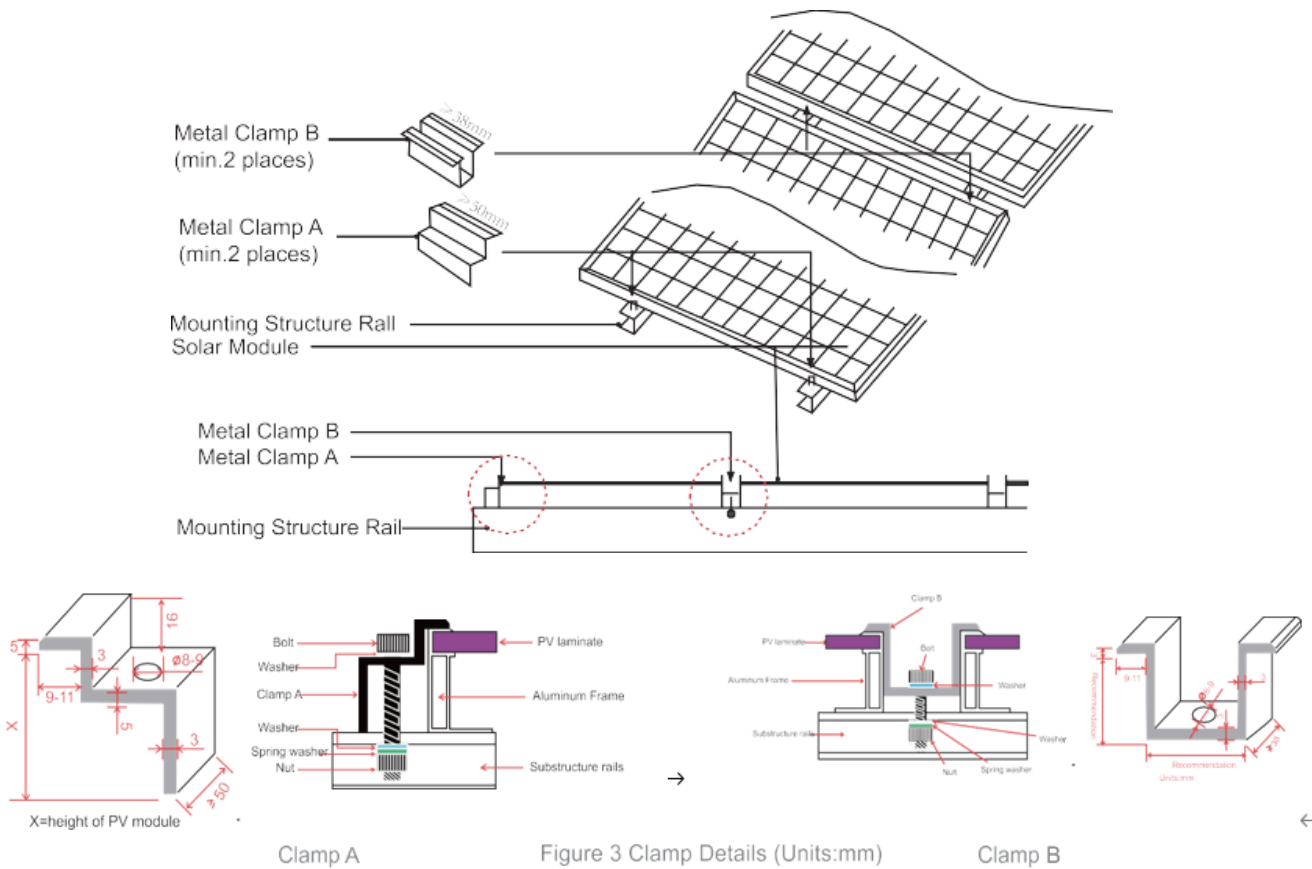 Metal Clamp B
(min.2 places)
≥38mm
Metal Clamp A
(min.2 places)
≥50mm
Mounting Structure Rall
Solar Module
Metal Clamp B
Metal Clamp A
Mounting Structure Rail
5
16
3
ø8-9
9-11
X
5
3
≥50
X=height of PV module
Bolt
Washer
Clamp A
Washer
Spring washer
Nut
PV laminate
Aluminum Frame
Substructure rails
→
Clamp B
PV laminate
Bolt
Aluminum Frame
Washer
Substructure rails
Washer
Nut
Spring washer
3
9-11
Recommendation
ø8-9
Recommendation
Units:mm
←
Clamp A
Figure 3 Clamp Details (Units:mm)
Clamp B